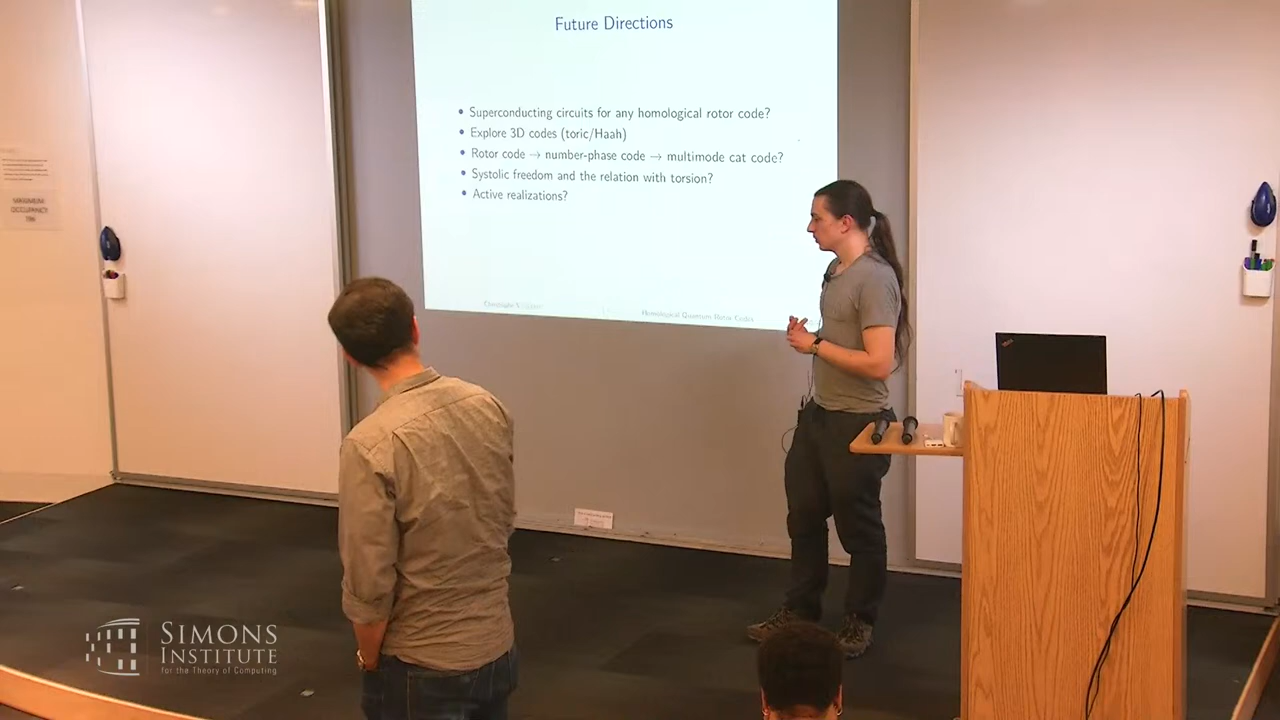 Future Directions
• Superconducting circuits for any homological rotor code?
• Explore 3D codes (toric/Haah)
• Rotor code → number-phase code → multimode cat code?
• Systolic freedom and the relation with torsion?
• Active realizations?
Homological Quantum Rotor Codes
MAXIMUM
OCCUPANCY
SIMONS
INSTITUTE
for the Theory of Computing